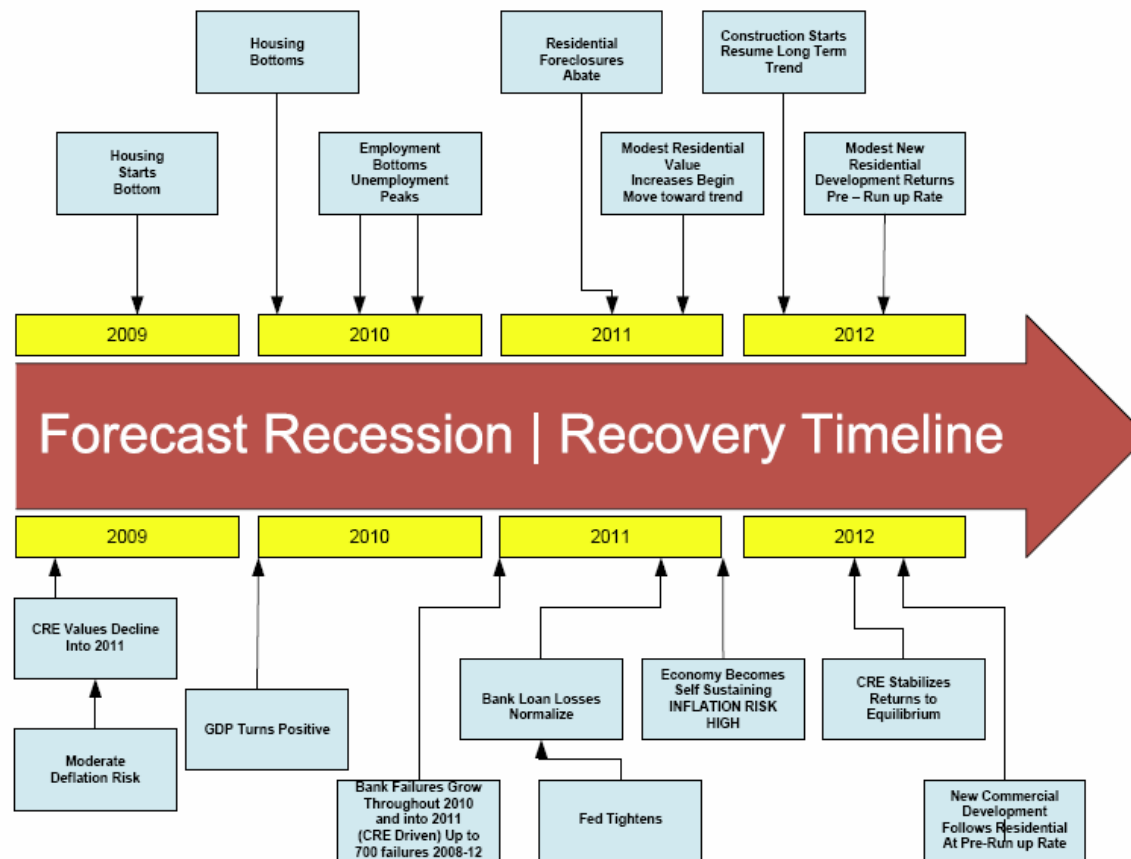 Housing
Bottoms
Residential
Foreclosures
Abate
Construction Starts
Resume Long Term
Trend
Housing
Starts
Bottom
Employment
Bottoms
Unemployment
Peaks
Modest Residential
Value
Increases Begin
Move toward trend
Modest New
Residential
Development Returns
Pre – Run up Rate
2009
2010
2011
2012
Forecast Recession | Recovery Timeline
2009
2010
2011
2012
CRE Values Decline
Into 2011
Moderate
Deflation Risk
GDP Turns Positive
Bank Failures Grow
Throughout 2010
and into 2011
(CRE Driven) Up to
700 failures 2008-12
Bank Loan Losses
Normalize
Fed Tightens
Economy Becomes
Self Sustaining
INFLATION RISK
HIGH
CRE Stabilizes
Returns to
Equilibrium
New Commercial
Development
Follows Residential
At Pre-Run up Rate